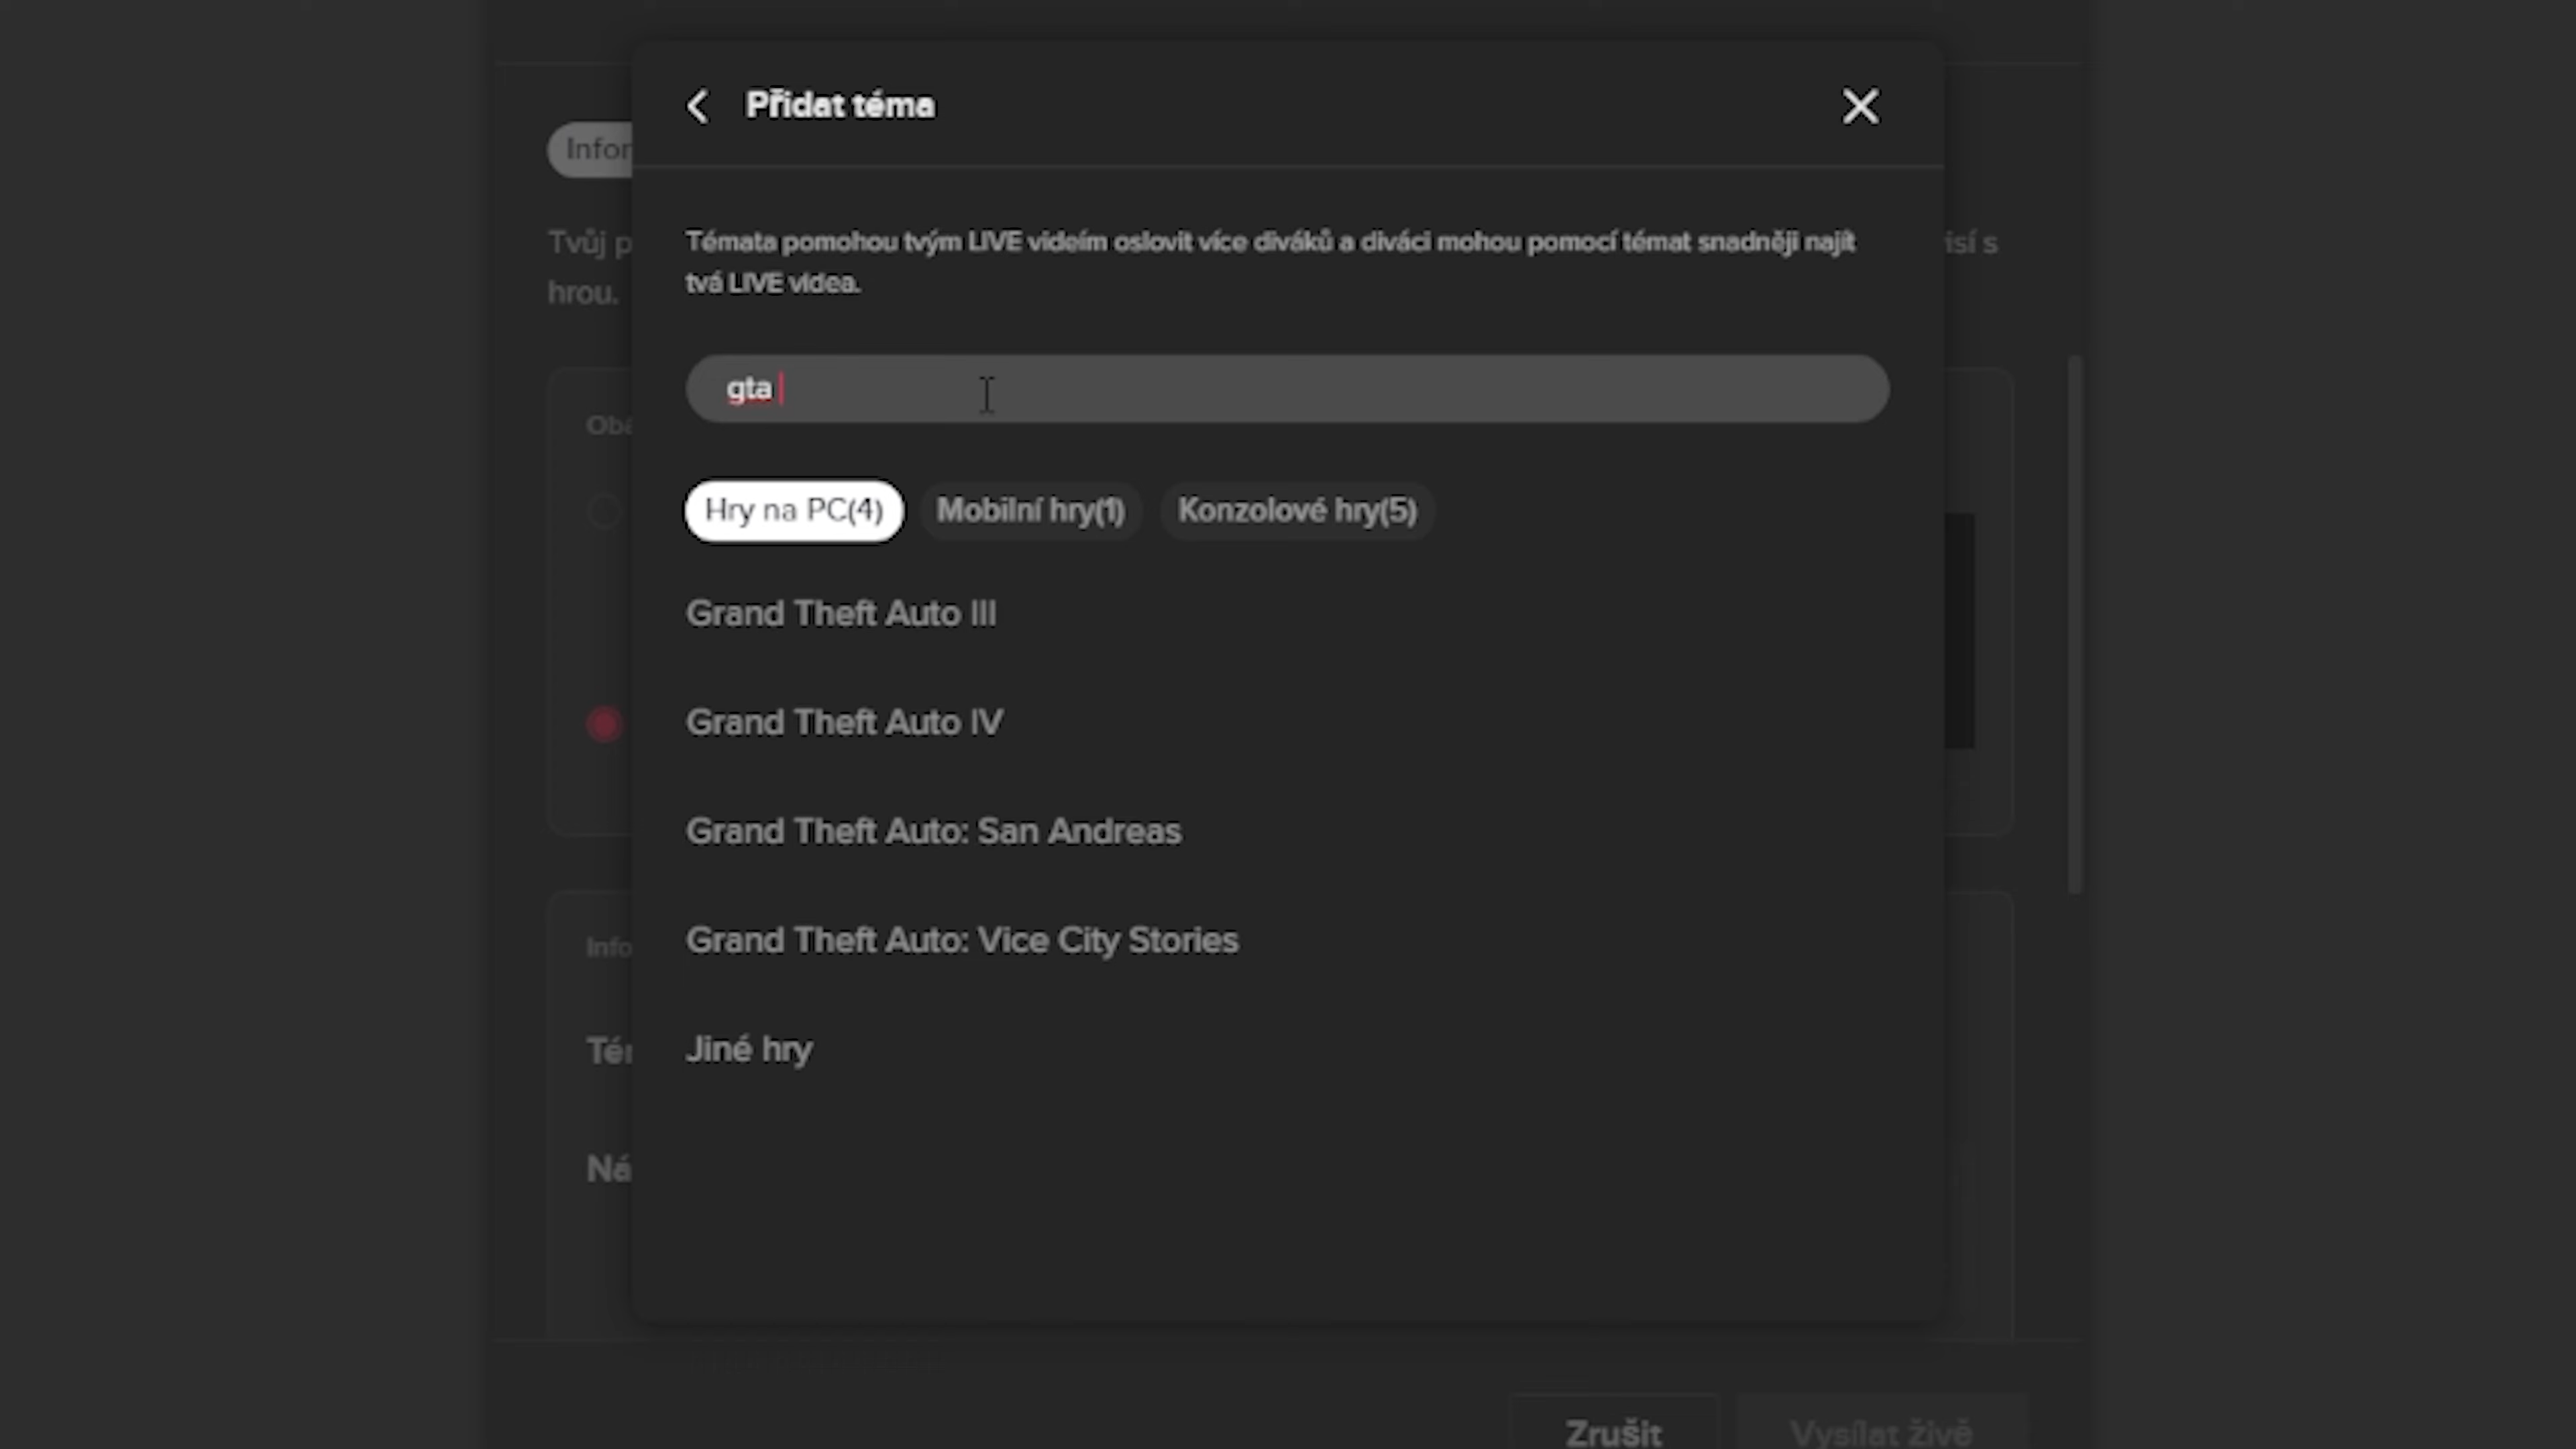 Přidat téma
Témata pomohou tvým LIVE videím oslovit více diváků a diváci mohou pomocí témat snadněji najít
tvá LIVE videa.
Tvůj
hrou.
gta
Hry na PC(4) Mobilní hry(1) Konzolové hry(5)
Grand Theft Auto III
Grand Theft Auto IV
Grand Theft Auto: San Andreas
Grand Theft Auto: Vice City Stories
Jiné hry
Zrušit Vysílat živě